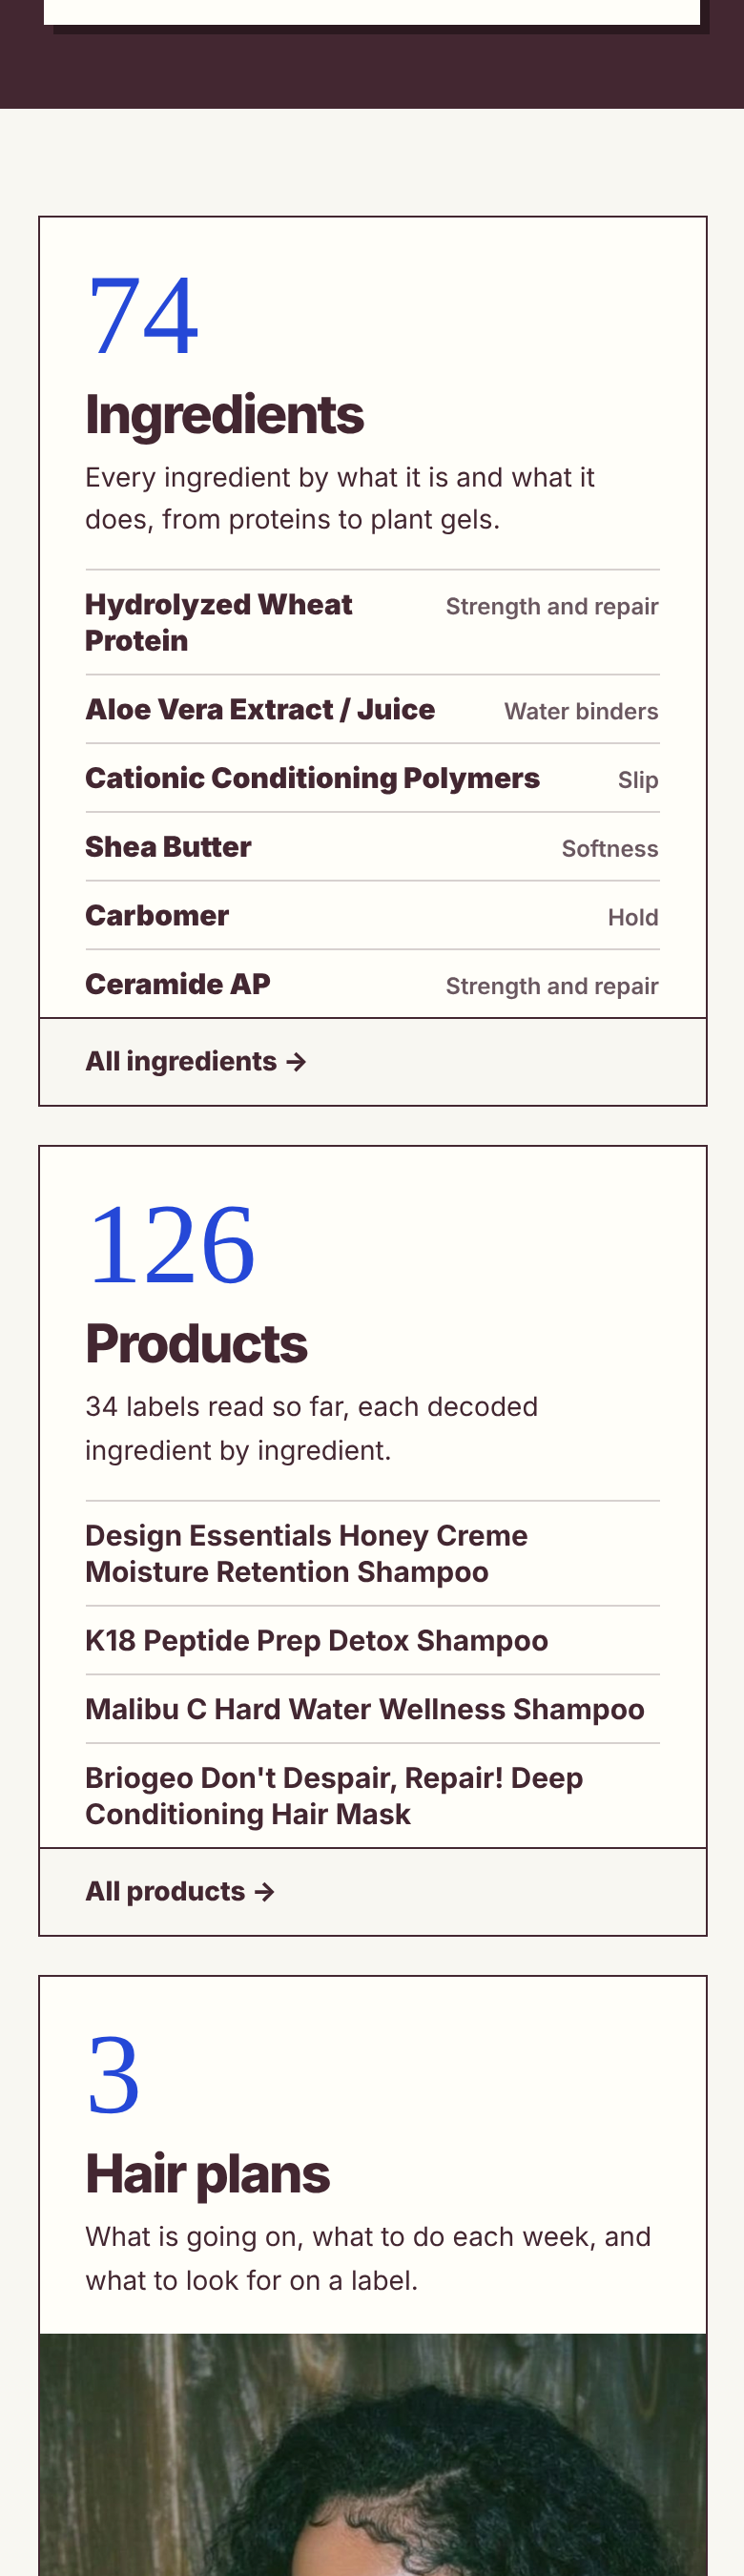 74
Ingredients
Every ingredient by what it is and what it
does, from proteins to plant gels.
Hydrolyzed Wheat Protein Strength and repair
Aloe Vera Extract / Juice Water binders
Cationic Conditioning Polymers Slip
Shea Butter Softness
Carbomer Hold
Ceramide AP Strength and repair
All ingredients →
126
Products
34 labels read so far, each decoded
ingredient by ingredient.
Design Essentials Honey Creme
Moisture Retention Shampoo
K18 Peptide Prep Detox Shampoo
Malibu C Hard Water Wellness Shampoo
Briogeo Don't Despair, Repair! Deep
Conditioning Hair Mask
All products →
3
Hair plans
What is going on, what to do each week, and
what to look for on a label.